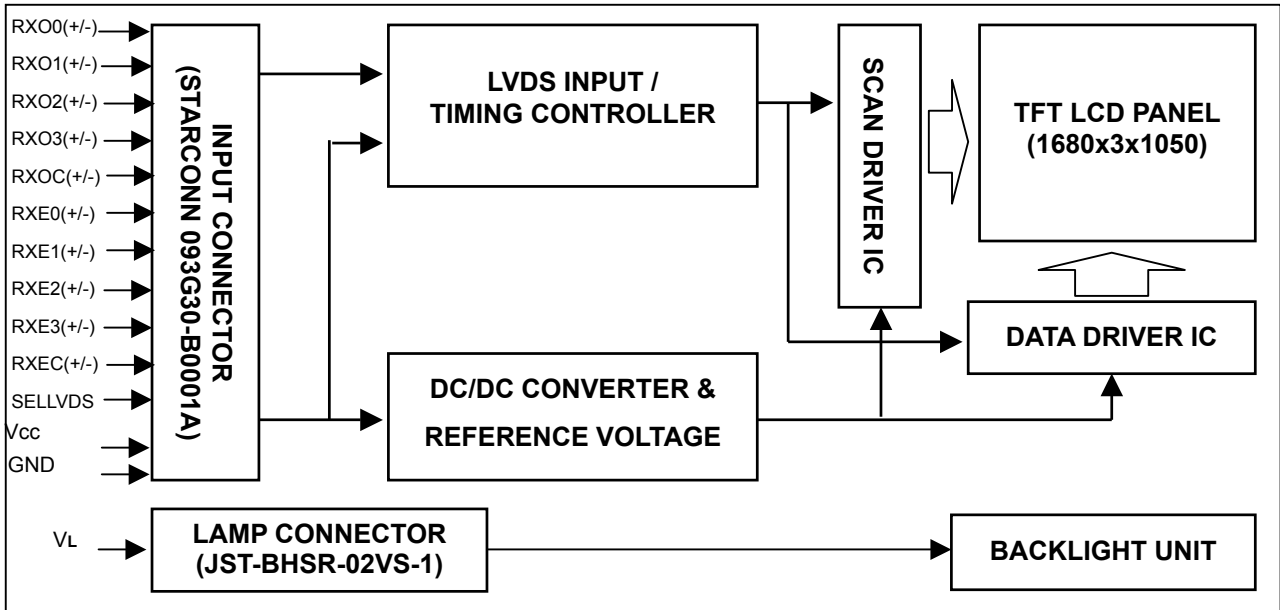 RXO0(+/-)
RXO1(+/-)
RXO2(+/-)
RXO3(+/-)
RXOC(+/-)
RXE0(+/-)
RXE1(+/-)
RXE2(+/-)
RXE3(+/-)
RXEC(+/-)
SELLVDS
Vcc
GND
INPUT CONNECTOR
(STARCONN 093G30-B0001A)
LVDS INPUT /
TIMING CONTROLLER
SCAN DRIVER IC
TFT LCD PANEL
(1680x3x1050)
DATA DRIVER IC
DC/DC CONVERTER &
REFERENCE VOLTAGE
VL
LAMP CONNECTOR
(JST-BHSR-02VS-1)
BACKLIGHT UNIT